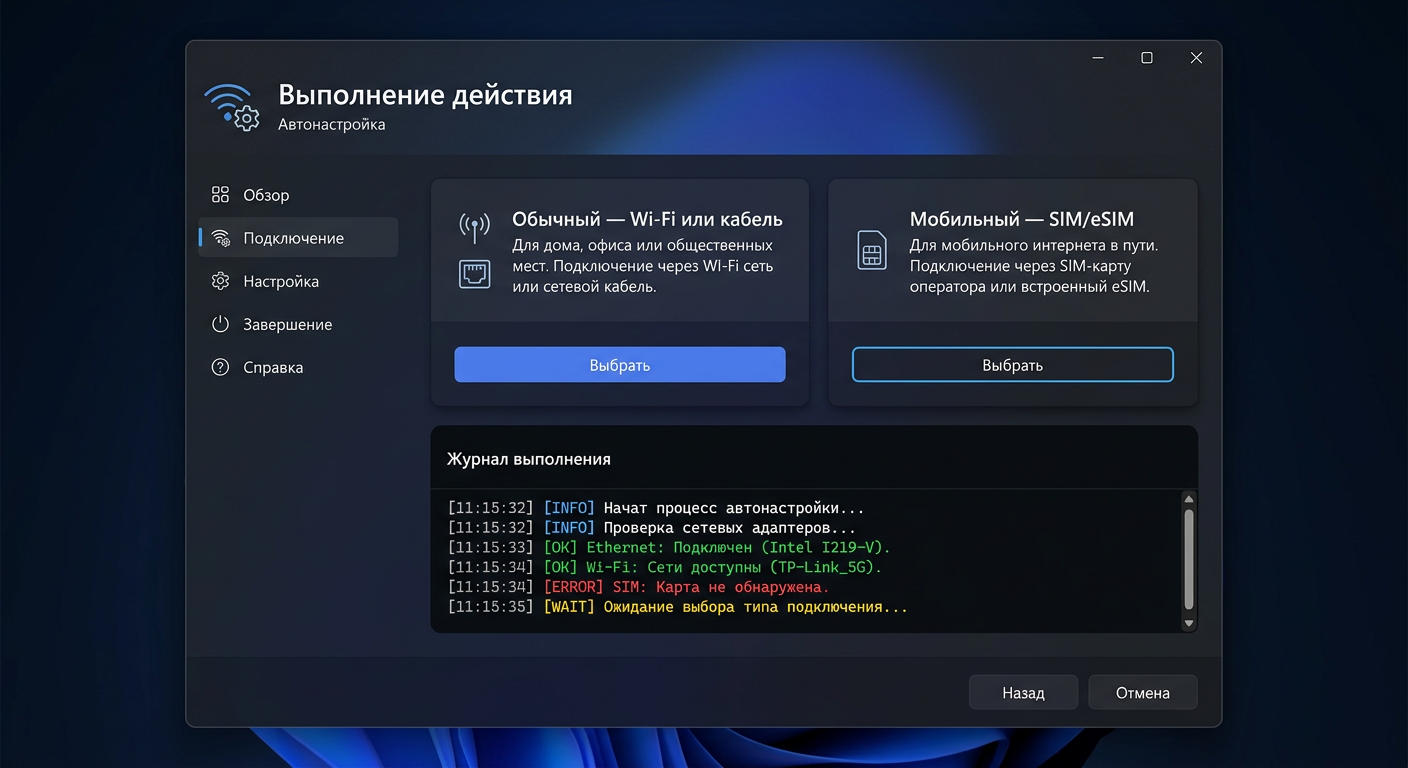 Выполнение действия
Автонастройка
Обзор
Подключение
Настройка
Завершение
Справка
Обычный — Wi-Fi или кабель
Для дома, офиса или общественных
мест. Подключение через WI-Fi сеть
или сетевой кабель.
Выбрать
Мобильный — SIM/eSIM
Для мобильного интернета в пути.
Подключение через SIM-карту
оператора или встроенный eSIM.
Выбрать
Журнал выполнения
[11:15:32] [INFO] Начат процесс автонастройки...
[11:15:32] [INFO] Проверка сетевых адаптеров...
[11:15:33] [OK] Ethernet: Подключен (Intel I219-V).
[11:15:34] [OK] Wi-Fi: Сети доступны (TP-Link_5G).
[11:15:34] [ERROR] SIM: Карта не обнаружена.
[11:15:35] [WAIT] Ожидание выбора типа подключения...
Назад
Отмена